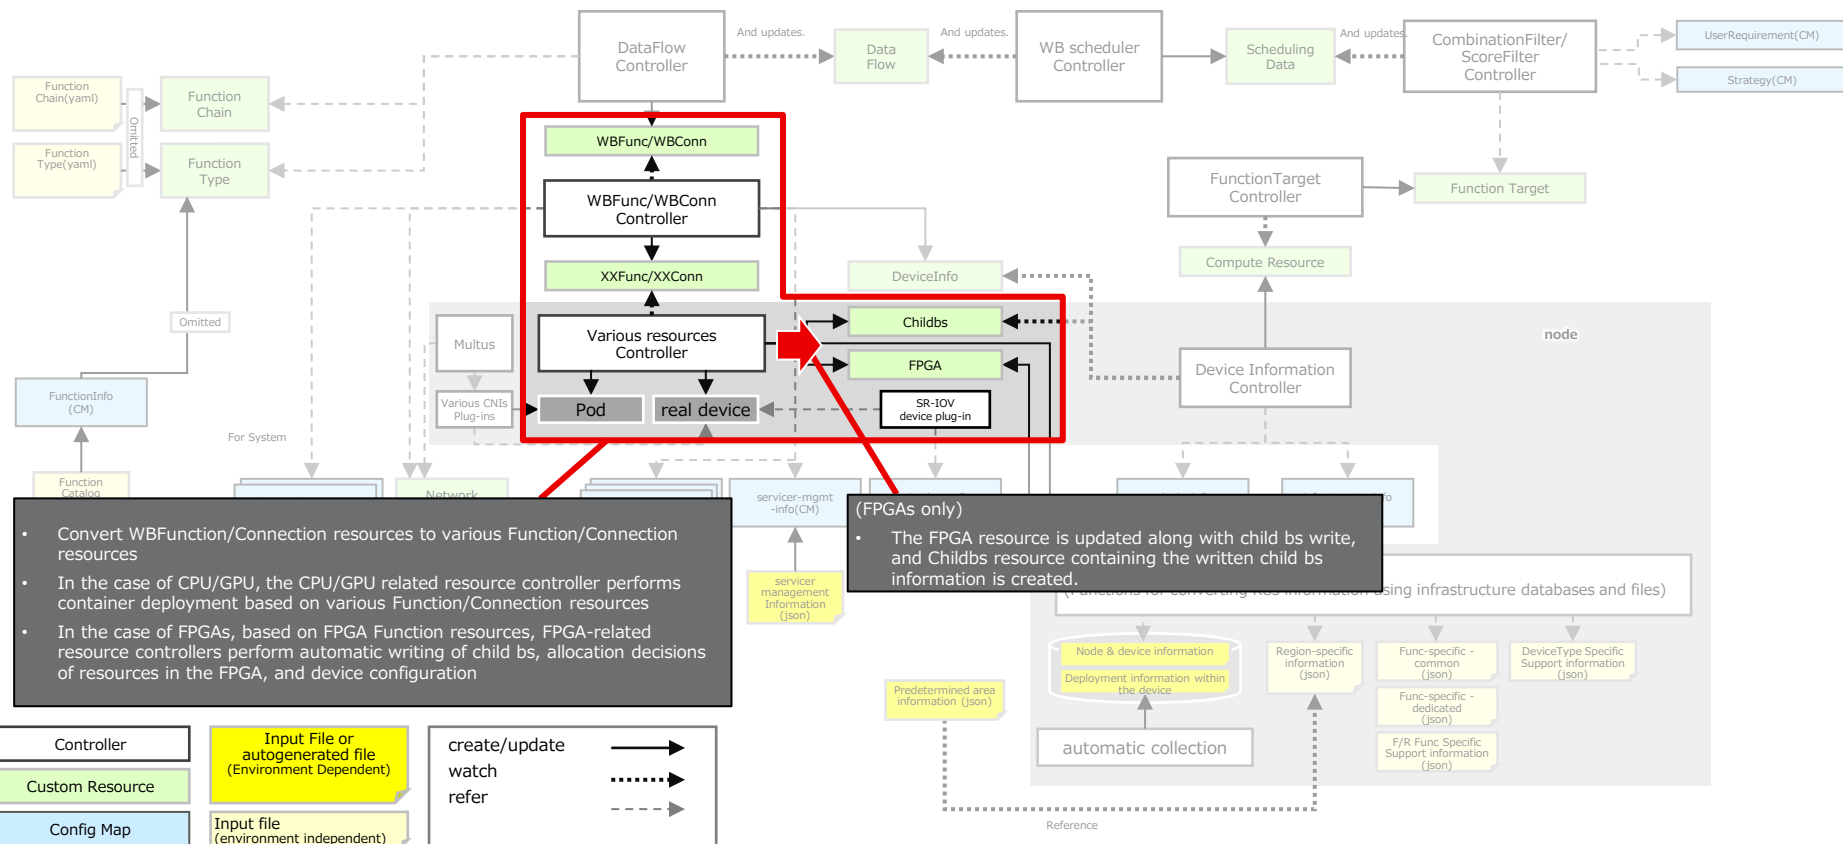 DataFlow
Controller
And updates.
Data
Flow
And updates.
WB scheduler
Controller
Scheduling
Data
And updates.
CombinationFilter/
ScoreFilter
Controller
UserRequirement(CM)
Strategy(CM)
Function
Chain(yaml)
Function
Type(yaml)
Omitted
Function
Chain
Function
Type
WBFunc/WBConn
WBFunc/WBConn
Controller
XXFunc/XXConn
DeviceInfo
FunctionTarget
Controller
Function Target
Compute Resource
Omitted
Multus
Various resources
Controller
Childbs
FPGA
node
Device Information
Controller
FunctionInfo
(CM)
Various CNIs
Plug-ins
Pod
real device
SR-IOV
device plug-in
For System
Function
Catalog
Network
servicer-mgmt
-info(CM)
• Convert WBFunction/Connection resources to various Function/Connection
resources
• In the case of CPU/GPU, the CPU/GPU related resource controller performs
container deployment based on various Function/Connection resources
• In the case of FPGAs, based on FPGA Function resources, FPGA-related
resource controllers perform automatic writing of child bs, allocation decisions
of resources in the FPGA, and device configuration
(FPGAs only)
• The FPGA resource is updated along with child bs write,
and Childbs resource containing the written child bs
information is created.
servicer
management
Information
(json)
using infrastructure databases and files)
Node & device information
Deployment information within
the device
Region-specific
information
(json)
Func-specific -
common
(json)
DeviceType Specific
Support information
(json)
Predetermined area
information (json)
Func-specific -
dedicated
(json)
automatic collection
F/R Func Specific
Support information
(json)
Reference
Controller
Custom Resource
Config Map
Input File or
autogenerated file
(Environment Dependent)
Input file
(environment independent)
create/update
watch
refer